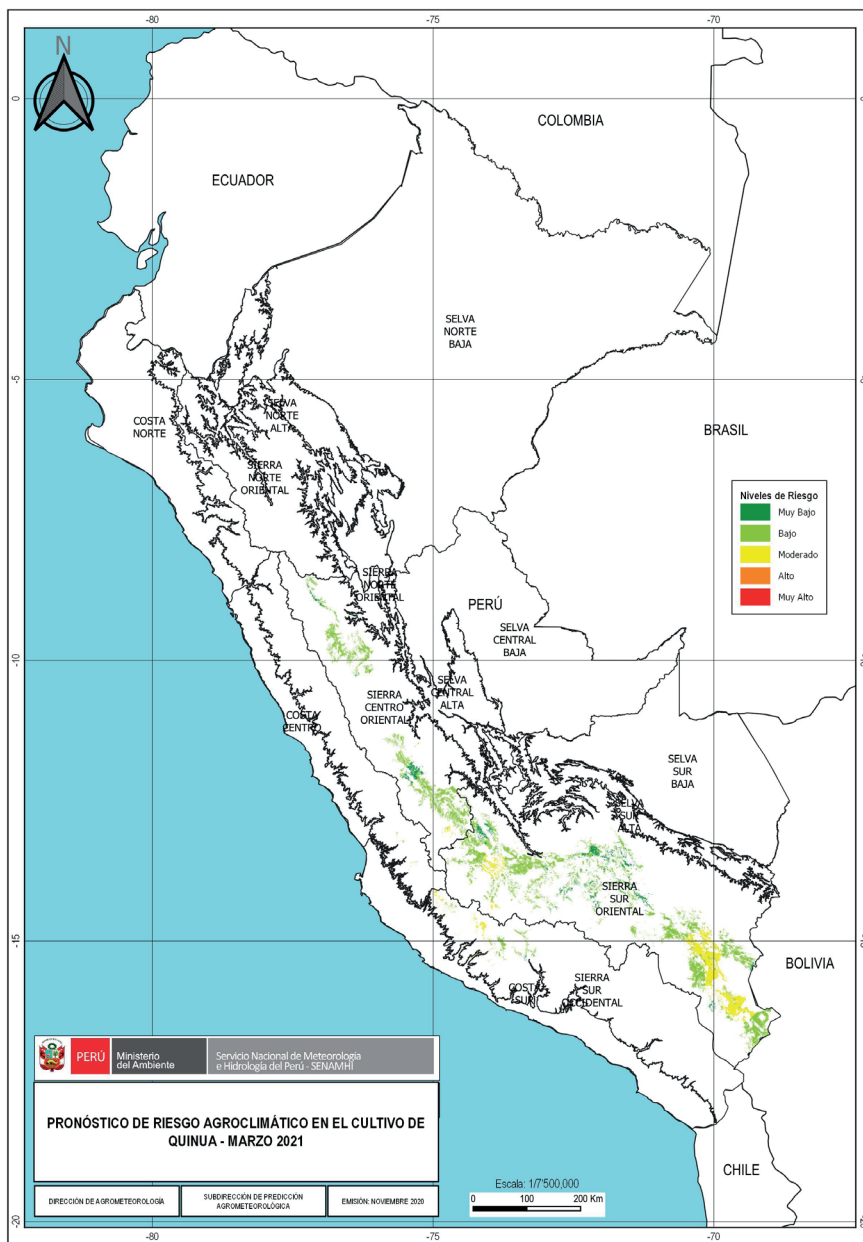 -80
-75
-70
N
0
COLOMBIA
ECUADOR
SELVA
NORTE
BAJA
-5
-5
COSTA
NORTE
SELVA
NORTE
ALTA
BRASIL
SIERRA
NORTE
ORIENTAL
Niveles de Riesgo
Muy Bajo
Bajo
Moderado
Alto
Muy Alto
SIERRA
NORTE
ORIENTAL
PERÚ
SELVA
CENTRAL
BAJA
-10
SELVA
CENTRAL
ALTA
SIERRA
CENTRO
ORIENTAL
COSTA
CENTRO
SELVA
SUR
BAJA
SELVA
SUR
ALTA
SIERRA
SUR
ORIENTAL
-15
BOLIVIA
COSTA
SUR
SIERRA
SUR
OCCIDENTAL
PERÚ
Ministerio
del Ambiente
Servicio Nacional de Meteorología
e Hidrología del Perú - SENAMHI
PRONÓSTICO DE RIESGO AGROCLIMÁTICO EN EL CULTIVO DE
QUINUA - MARZO 2021
DIRECCIÓN DE AGROMETEOROLOGÍA
SUBDIRECCIÓN DE PREDICCIÓN
AGROMETEOROLÓGICA
EMISIÓN: NOVIEMBRE 2020
Escala: 1/7'500,000
0 100 200 Km
CHILE
-20
-80
-75
-70